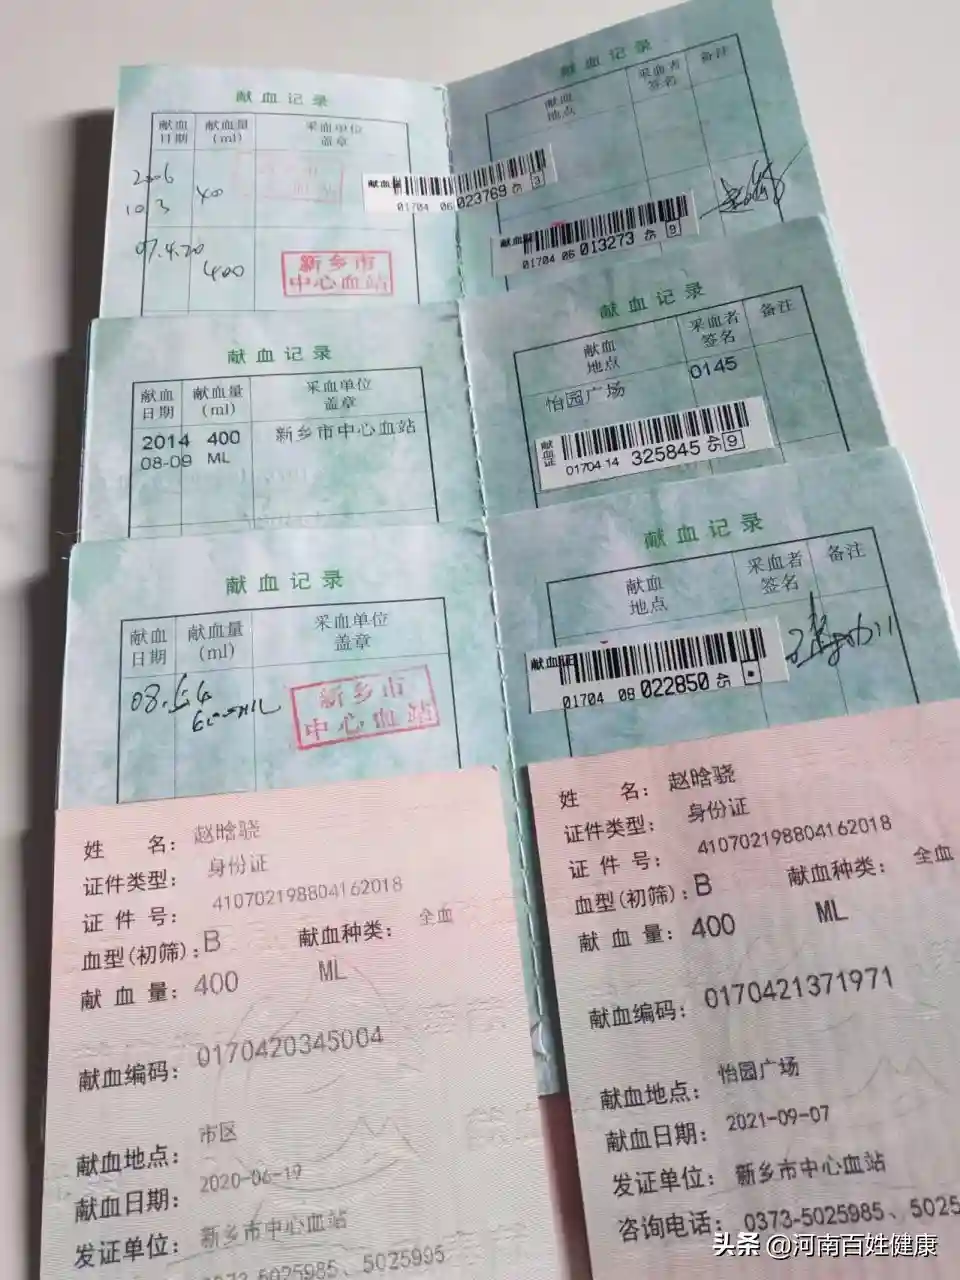 献血记录
献血日期 献血量(ml) 采血单位盖章
2006
10.3
400
07.4.20
400
新乡市
中心血站
献血记录
献血地点 采血者签名 备注
01704 06 023769 3
01704 06 013273 9
献血记录
献血日期 献血量(ml) 采血单位盖章
2014 400 新乡市中心血站
08-09 ML
献血记录
献血地点 采血者签名 备注
怡园广场 0145
献血证
01704 14 325845 9
献血记录
献血日期 献血量(ml) 采血单位盖章
新乡市
中心血站
献血记录
献血地点 采血者签名 备注
献血证
01704 08 022850
姓 名: 赵晗骁
证件类型: 身份证
证 件 号: 410702198804162018
血型(初筛): B 献血种类: 全血
献 血 量: 400 ML
献血编码: 0170420345004
献血地点: 市区
献血日期: 2020-06-19
发证单位: 新乡市中心血站
0373-5025985、5025995
姓 名: 赵晗骁
证件类型: 身份证
证 件 号: 410702198804162018
血型(初筛): B 献血种类: 全血
献 血 量: 400 ML
献血编码: 0170421371971
献血地点: 怡园广场
献血日期: 2021-09-07
发证单位: 新乡市中心血站
咨询电话: 0373-5025985、5025
头条 @河南百姓健康